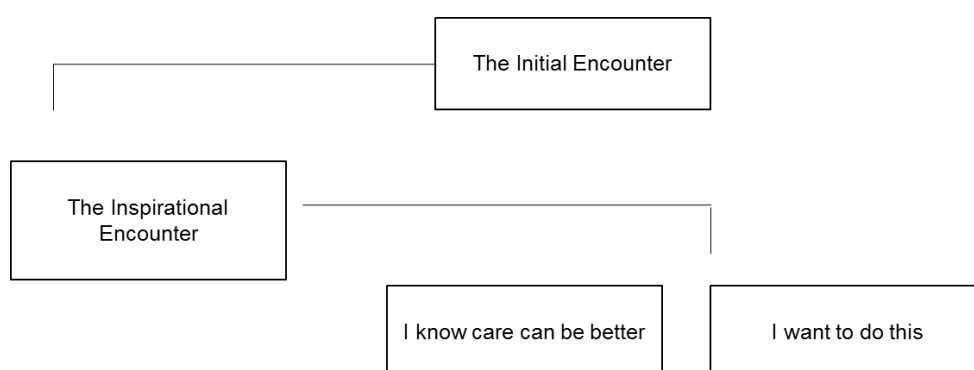 The Initial Encounter
The Inspirational
Encounter
I know care can be better
I want to do this